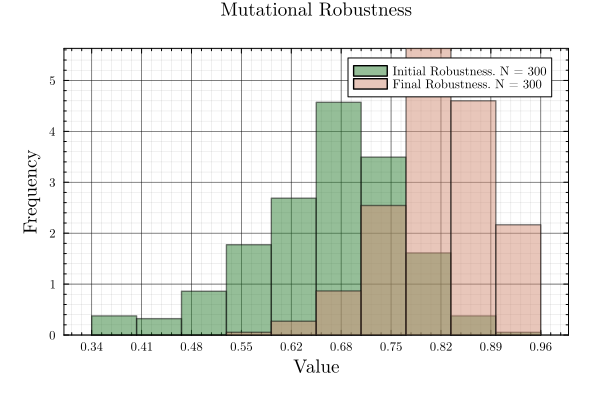 Mutational Robustness
Initial Robustness. N = 300
Final Robustness. N = 300
Frequency
5
4
3
2
1
0
0.34 0.41 0.48 0.55 0.62 0.68 0.75 0.82 0.89 0.96
Value